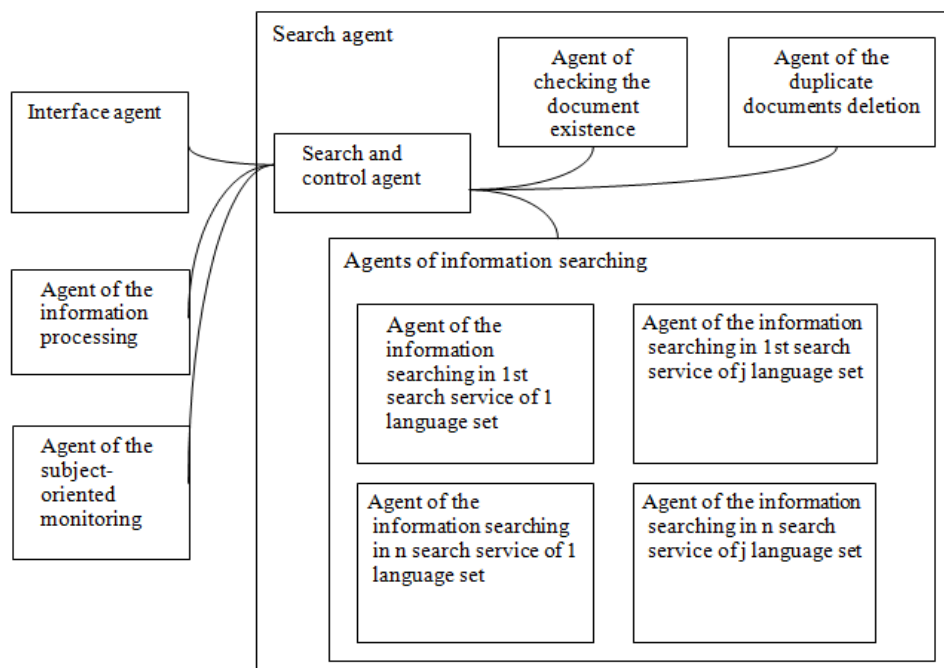 Search agent
Agent of
checking the
document
existence
Agent of the
duplicate
documents deletion
Interface agent
Search and
control agent
Agents of information searching
Agent of the
information
processing
Agent of the
information
searching in 1st
search service of 1
language set
Agent of the information
searching in 1st search
service of j language set
Agent of the
subject-
oriented
monitoring
Agent of the
information searching
in n search service of 1
language set
Agent of the information
searching in n search
service of j language set